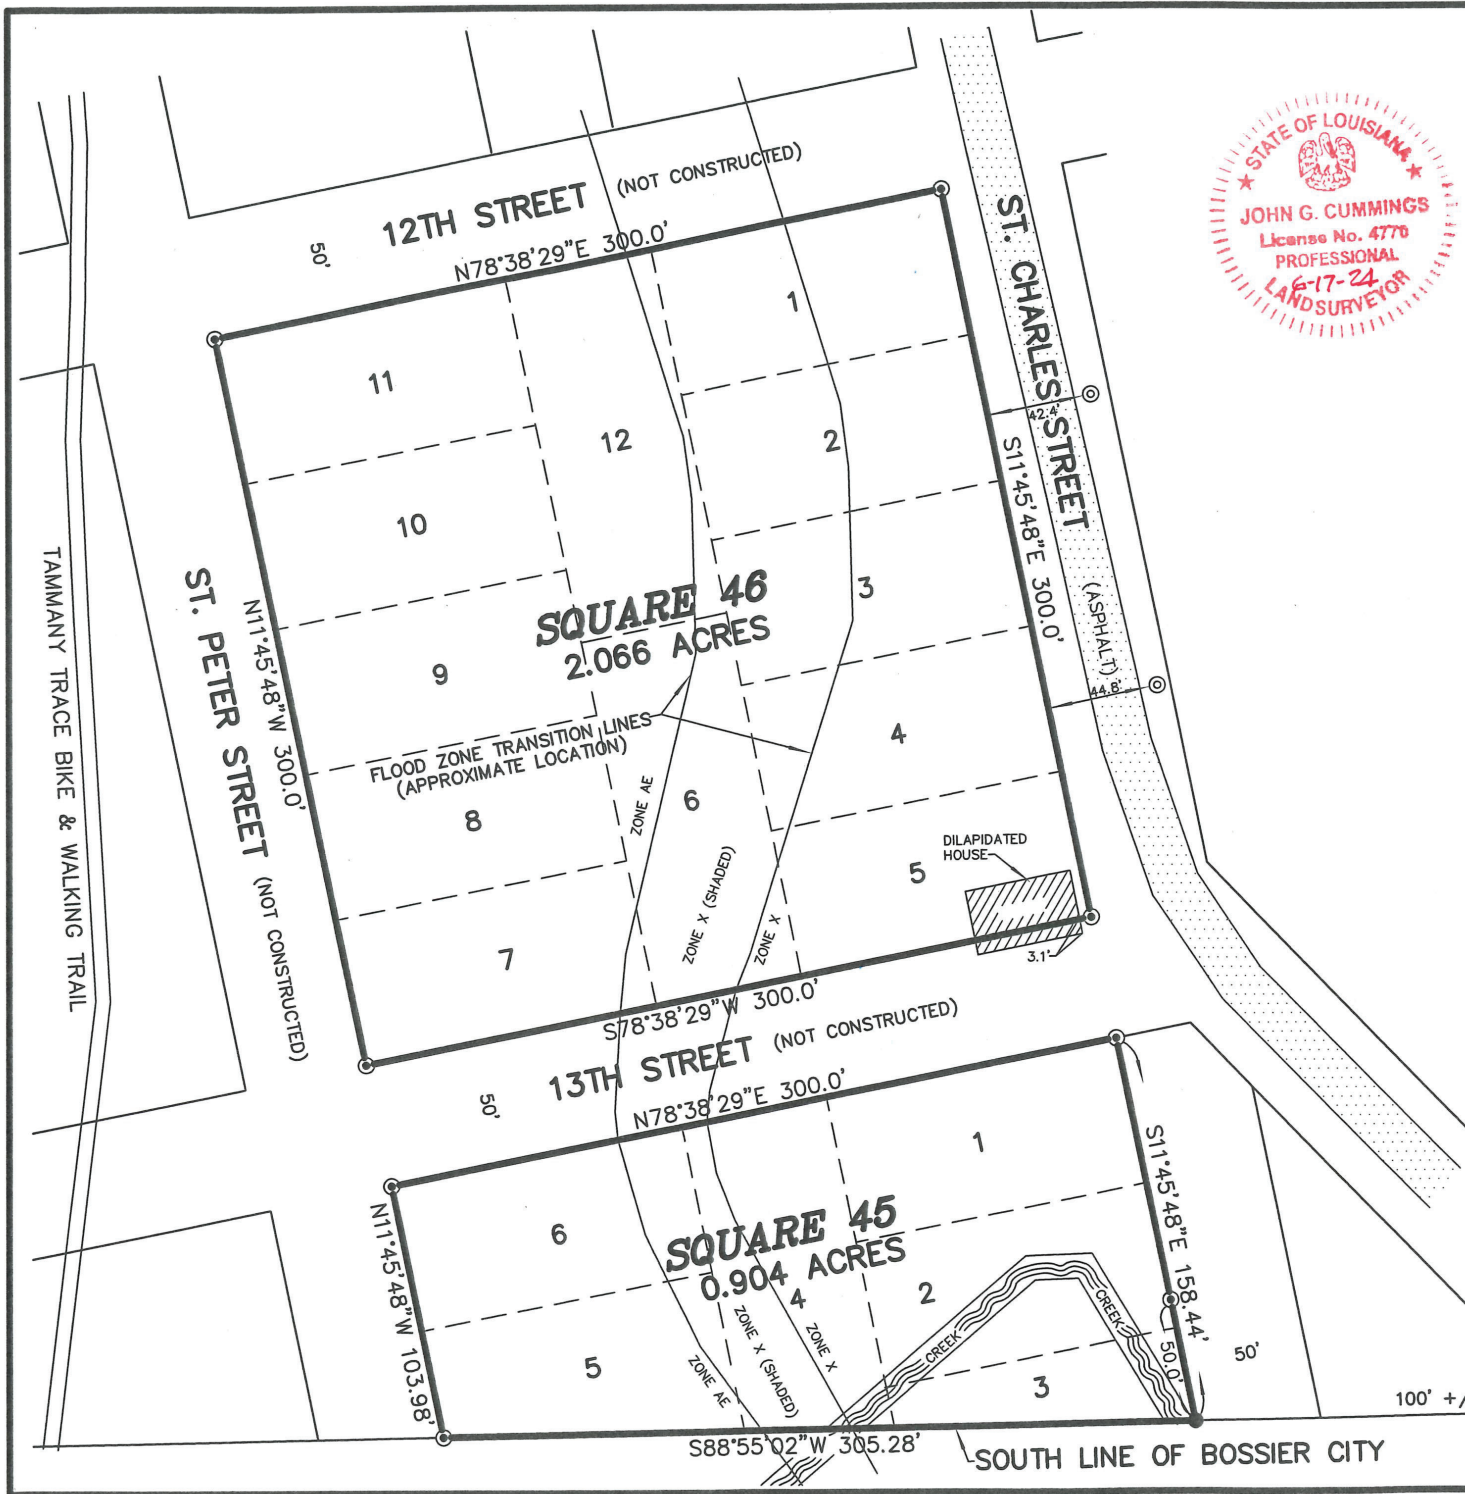 STATE OF LOUISIANA
JOHN G. CUMMINGS
License No. 4770
PROFESSIONAL
6-17-24
LAND SURVEYOR
12TH STREET (NOT CONSTRUCTED)
50'
N78°38'29"E 300.0'
ST. CHARLES STREET
(ASPHALT)
42.4'
44.8'
S11°45'48"E 300.0'
1
2
3
4
5
6
7
8
9
10
11
12
SQUARE 46
2.066 ACRES
FLOOD ZONE TRANSITION LINES
(APPROXIMATE LOCATION)
ZONE AE
ZONE X (SHADED)
ZONE X
DILAPIDATED
HOUSE
3.1'
TAMMANY TRACE BIKE & WALKING TRAIL
ST. PETER STREET (NOT CONSTRUCTED)
N11°45'48"W 300.0'
S78°38'29"W 300.0'
13TH STREET (NOT CONSTRUCTED)
50'
N78°38'29"E 300.0'
1
2
3
4
5
6
SQUARE 45
0.904 ACRES
N11°45'48"W 103.98'
S11°45'48"E 158.44'
50.0'
50'
100' +/
CREEK
CREEK
ZONE AE
ZONE X (SHADED)
ZONE X
S88°55'02"W 305.28'
SOUTH LINE OF BOSSIER CITY